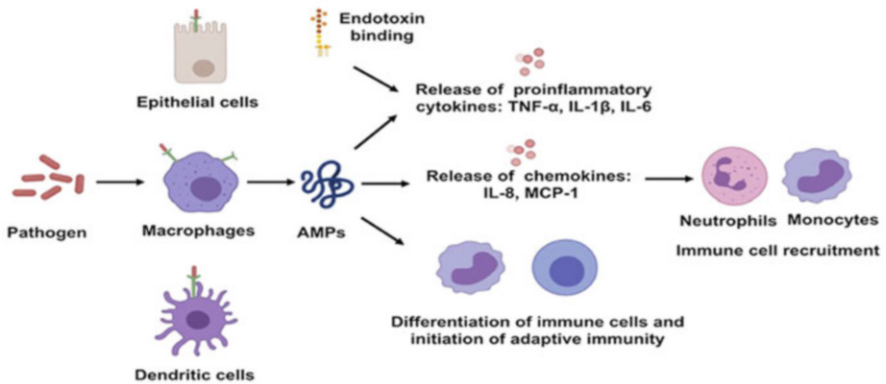 Endotoxin
binding
Epithelial cells
Release of proinflammatory
cytokines: TNF-α, IL-1β, IL-6
Pathogen
Macrophages
AMPs
Release of chemokines:
IL-8, MCP-1
Neutrophils
Monocytes
Immune cell recruitment
Dendritic cells
Differentiation of immune cells and
initiation of adaptive immunity